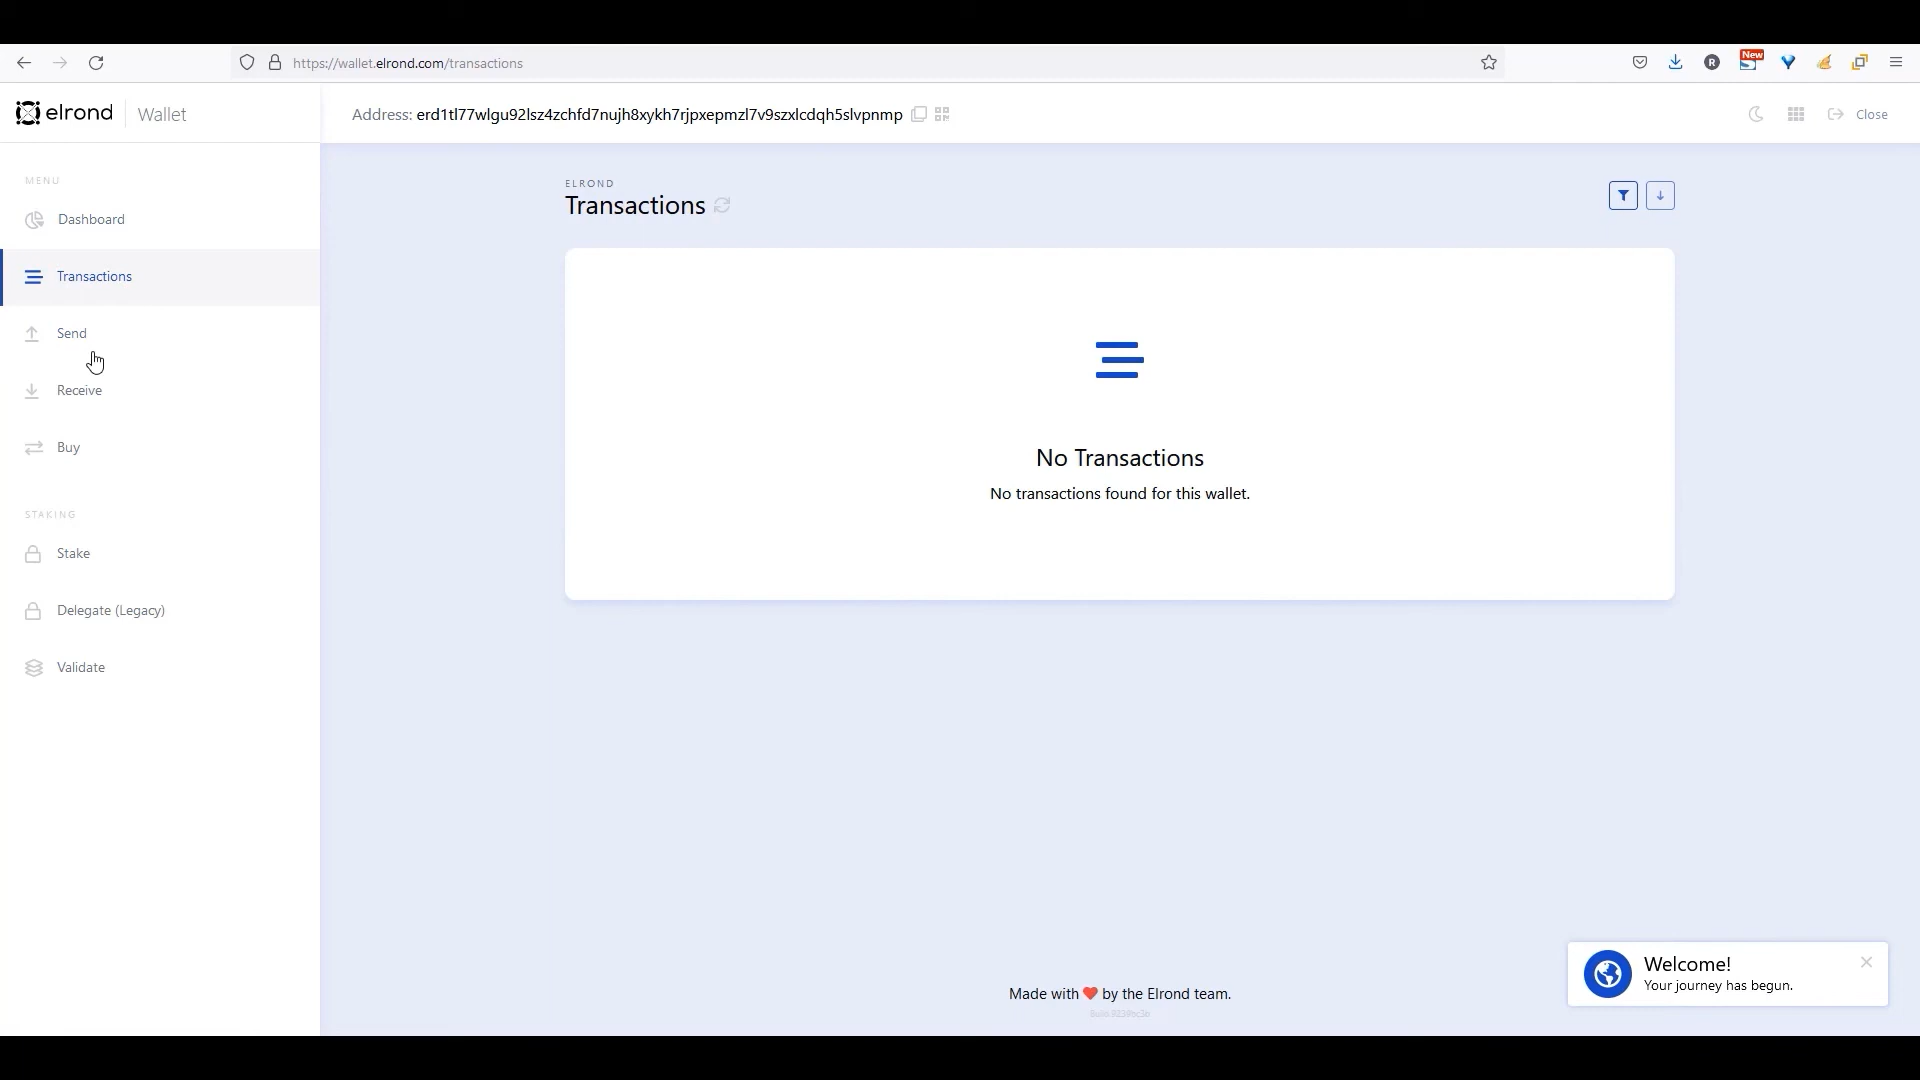 https://wallet.elrond.com/transactions
New
R
elrond Wallet
Address: erd1tl77wlgu92lsz4zchfd7nujh8xykh7rjpxepmzl7v9szxlcdqh5slvpnmp
Close
MENU
Dashboard
Transactions
Send
Receive
Buy
STAKING
Stake
Delegate (Legacy)
Validate
ELROND
Transactions
No Transactions
No transactions found for this wallet.
Welcome!
Your journey has begun.
Made with ❤ by the Elrond team.